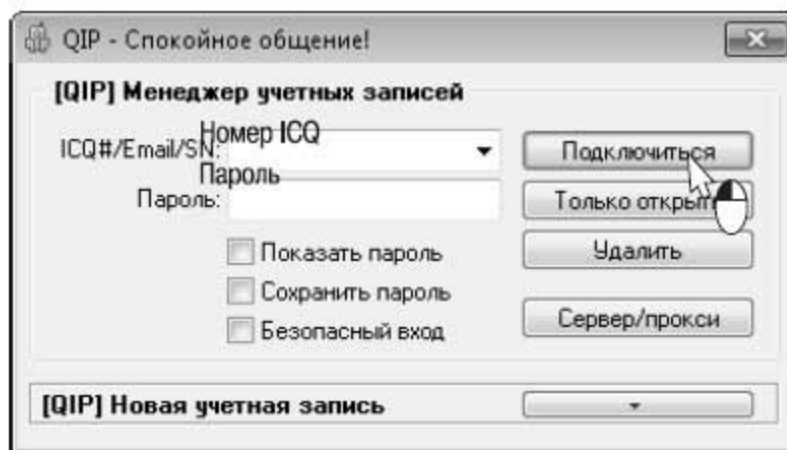 QIP - Спокойное общение!
[QIP] Менеджер учетных записей
Номер ICQ
ICQ#/Email/SN:
Подключиться
Пароль
Пароль:
Только открыть
Показать пароль
Удалить
Сохранить пароль
Безопасный вход
Сервер/прокси
[QIP] Новая учетная запись